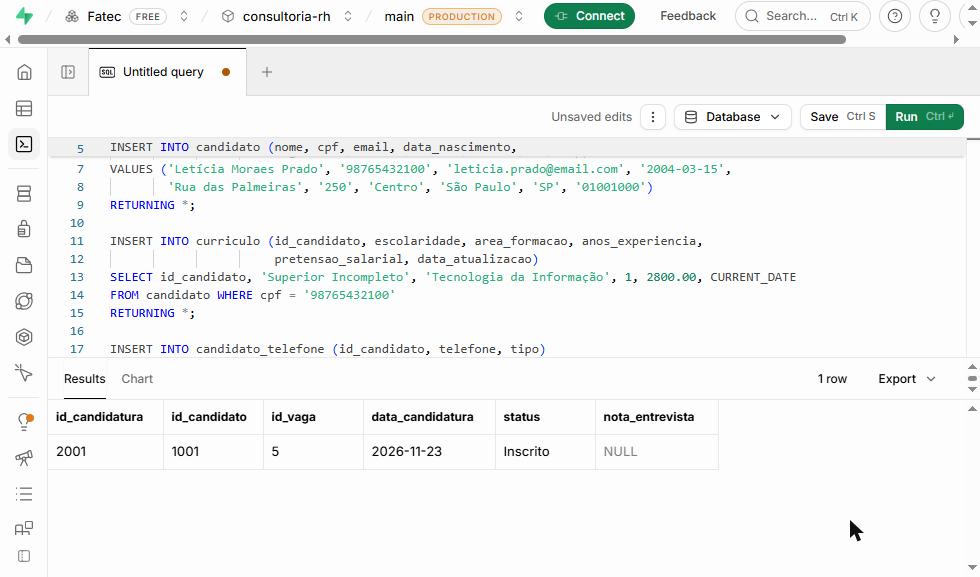 Fatec FREE / consultoria-rh / main PRODUCTION Connect Feedback Search... Ctrl K
Untitled query
Unsaved edits Database Save Ctrl S Run Ctrl ↵
5 INSERT INTO candidato (nome, cpf, email, data_nascimento,
7 VALUES ('Letícia Moraes Prado', '98765432100', 'leticia.prado@email.com', '2004-03-15',
8 'Rua das Palmeiras', '250', 'Centro', 'São Paulo', 'SP', '01001000')
9 RETURNING *;
10
11 INSERT INTO curriculo (id_candidato, escolaridade, area_formacao, anos_experiencia,
12 pretensao_salarial, data_atualizacao)
13 SELECT id_candidato, 'Superior Incompleto', 'Tecnologia da Informação', 1, 2800.00, CURRENT_DATE
14 FROM candidato WHERE cpf = '98765432100'
15 RETURNING *;
16
17 INSERT INTO candidato_telefone (id_candidato, telefone, tipo)
Results Chart 1 row Export
id_candidatura id_candidato id_vaga data_candidatura status nota_entrevista
2001 1001 5 2026-11-23 Inscrito NULL